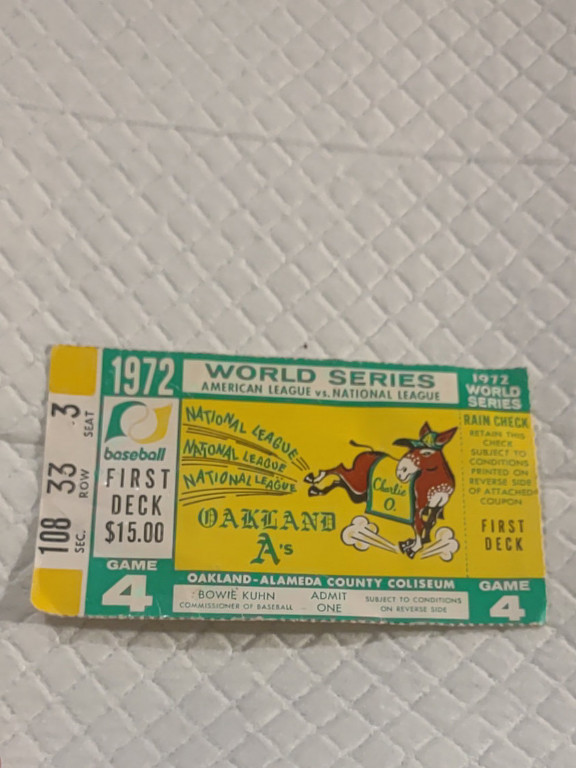 108 33 3
SEC. ROW SEAT
1972
baseball
FIRST
DECK
$15.00
GAME
4
WORLD SERIES
AMERICAN LEAGUE vs. NATIONAL LEAGUE
NATIONAL LEAGUE
NATIONAL LEAGUE
NATIONAL LEAGUE
OAKLAND
A's
Charlie
O.
OAKLAND-ALAMEDA COUNTY COLISEUM
BOWIE KUHN
COMMISSIONER OF BASEBALL
ADMIT
ONE
SUBJECT TO CONDITIONS
ON REVERSE SIDE
1972
WORLD
SERIES
RAIN CHECK
RETAIN THIS
CHECK
SUBJECT TO
CONDITIONS
PRINTED ON
REVERSE SIDE
OF ATTACHED
COUPON
FIRST
DECK
GAME
4